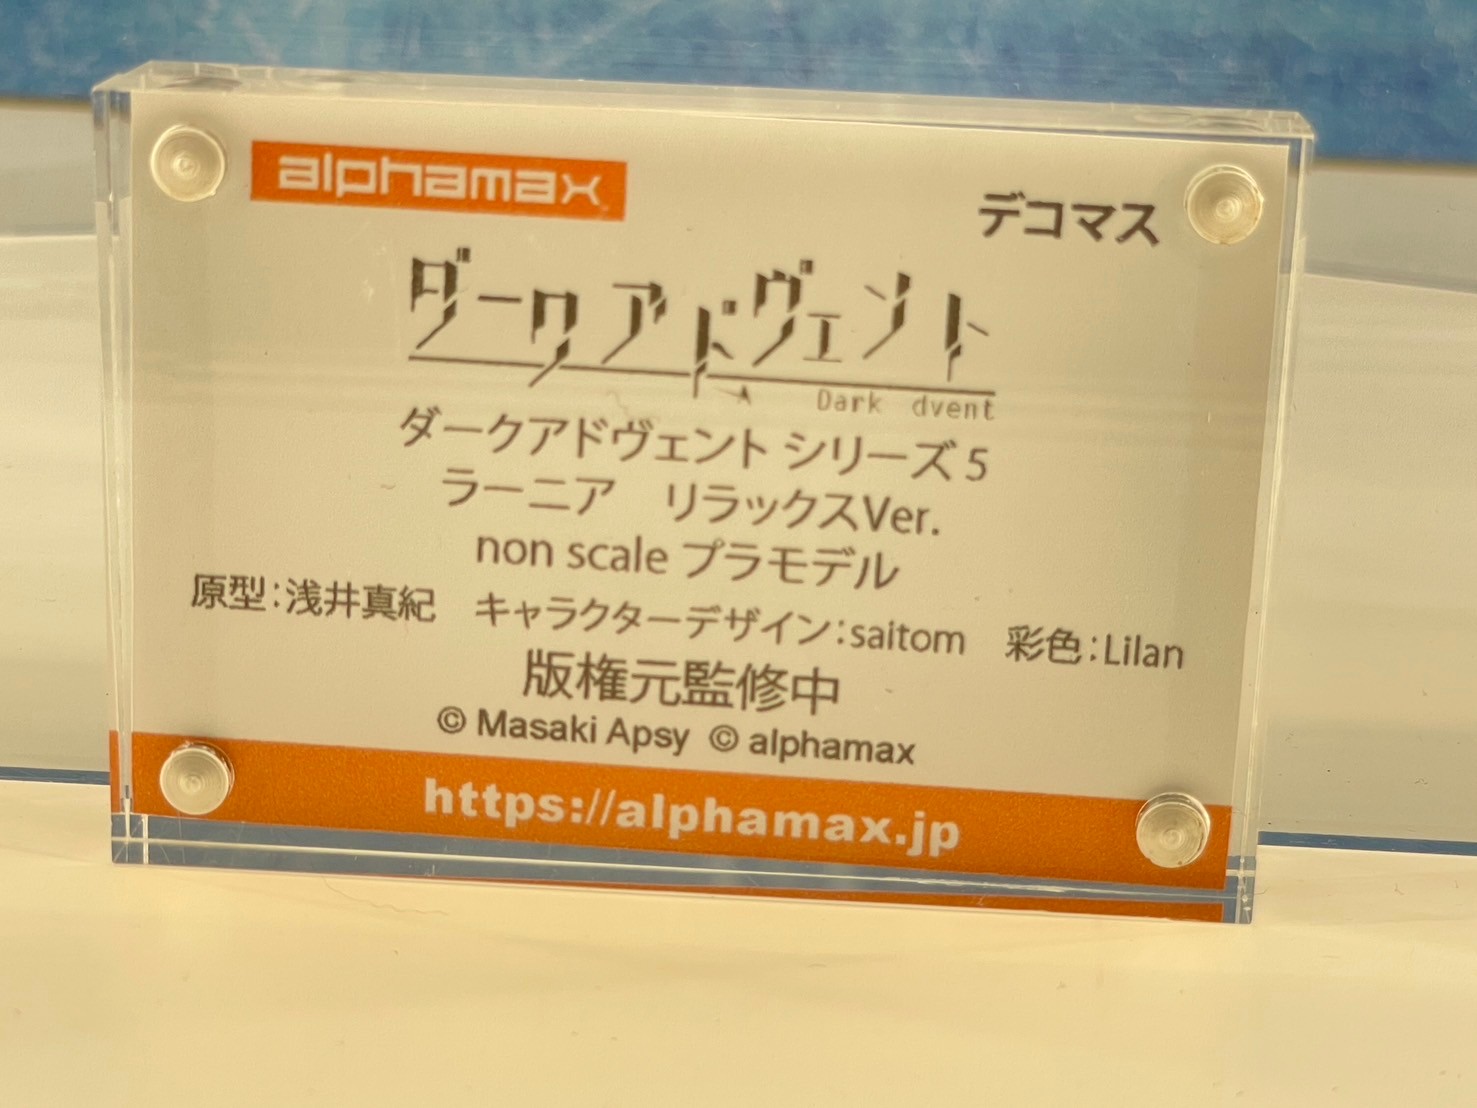 alphamax
デコマス
ダークアドヴェント
Dark Advent
ダークアドヴェント シリーズ 5
ラーニア　リラックスVer.
non scale プラモデル
原型：浅井真紀　キャラクターデザイン：saitom　彩色：Lilan
版権元監修中
© Masaki Apsy © alphamax
https://alphamax.jp